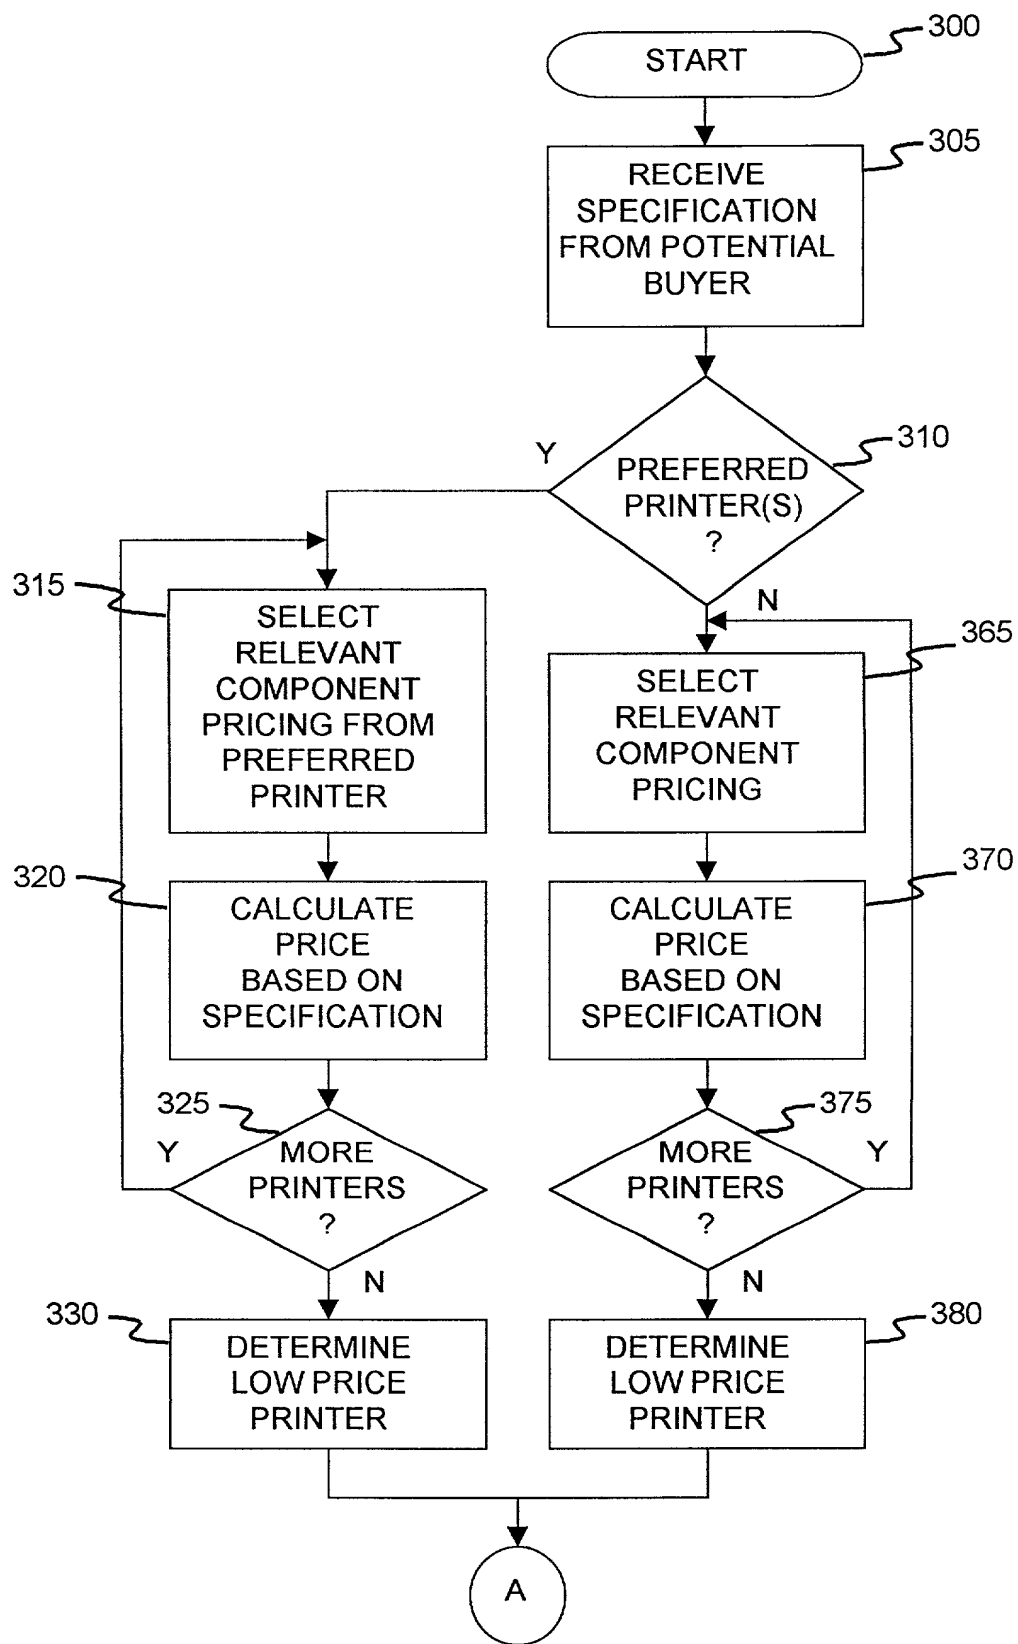 300
START
305
RECEIVE
SPECIFICATION
FROM POTENTIAL
BUYER
310
Y
PREFERRED
PRINTER(S)
?
N
315
SELECT
RELEVANT
COMPONENT
PRICING FROM
PREFERRED
PRINTER
365
SELECT
RELEVANT
COMPONENT
PRICING
320
CALCULATE
PRICE
BASED ON
SPECIFICATION
370
CALCULATE
PRICE
BASED ON
SPECIFICATION
325
Y
MORE
PRINTERS
?
N
375
MORE
PRINTERS
?
Y
N
330
DETERMINE
LOW PRICE
PRINTER
380
DETERMINE
LOW PRICE
PRINTER
A